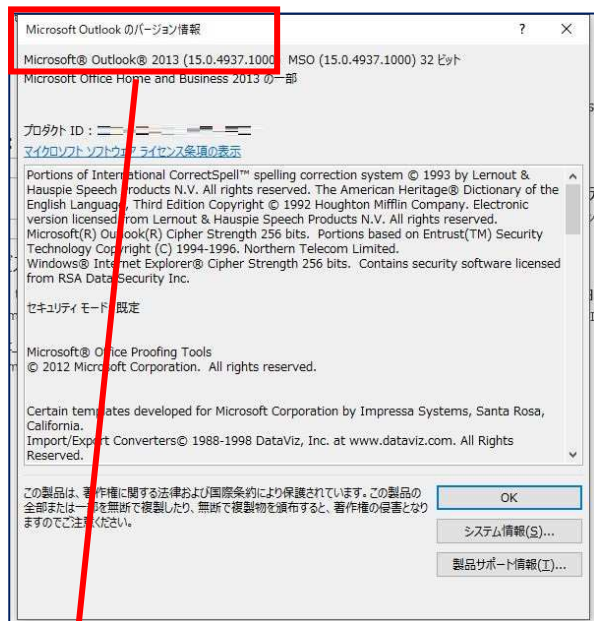 Microsoft Outlook のバージョン情報
? ×
Microsoft® Outlook® 2013 (15.0.4937.1000) MSO (15.0.4937.1000) 32 ビット
Microsoft Office Home and Business 2013 の一部
プロダクト ID :
マイクロソフト ソフトウェア ライセンス条項の表示
Portions of International CorrectSpell™ spelling correction system © 1993 by Lernout &
Hauspie Speech Products N.V. All rights reserved. The American Heritage® Dictionary of the
English Language, Third Edition Copyright © 1992 Houghton Mifflin Company. Electronic
version licensed from Lernout & Hauspie Speech Products N.V. All rights reserved.
Microsoft(R) Outlook(R) Cipher Strength 256 bits. Portions based on Entrust(TM) Security
Technology Copyright (C) 1994-1996. Northern Telecom Limited.
Windows® Internet Explorer® Cipher Strength 256 bits. Contains security software licensed
from RSA Data Security Inc.
セキュリティ モード: 既定
Microsoft® Office Proofing Tools
© 2012 Microsoft Corporation. All rights reserved.
Certain templates developed for Microsoft Corporation by Impressa Systems, Santa Rosa,
California.
Import/Export Converters© 1988-1998 DataViz, Inc. at www.dataviz.com. All Rights
Reserved.
この製品は、著作権に関する法律および国際条約により保護されています。この製品の
全部または一部を無断で複製したり、無断で複製物を頒布すると、著作権の侵害となり
ますのでご注意ください。
OK
システム情報(S)...
製品サポート情報(T)...